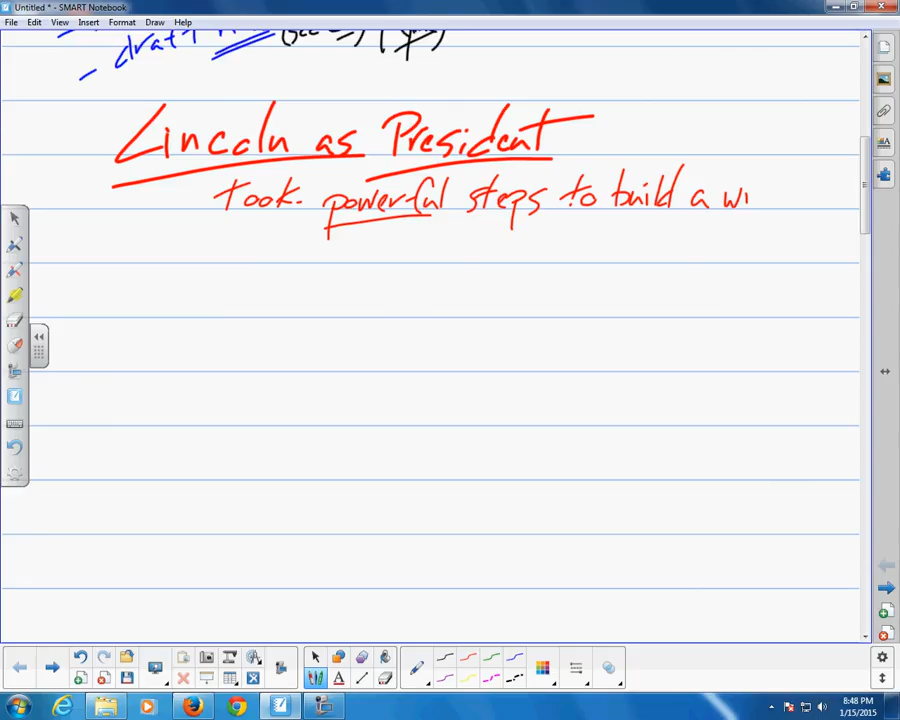 Untitled * - SMART Notebook
File Edit View Insert Format Draw Help
- draft
Lincoln as President
took powerful steps to build a wi
8:48 PM
1/15/2015